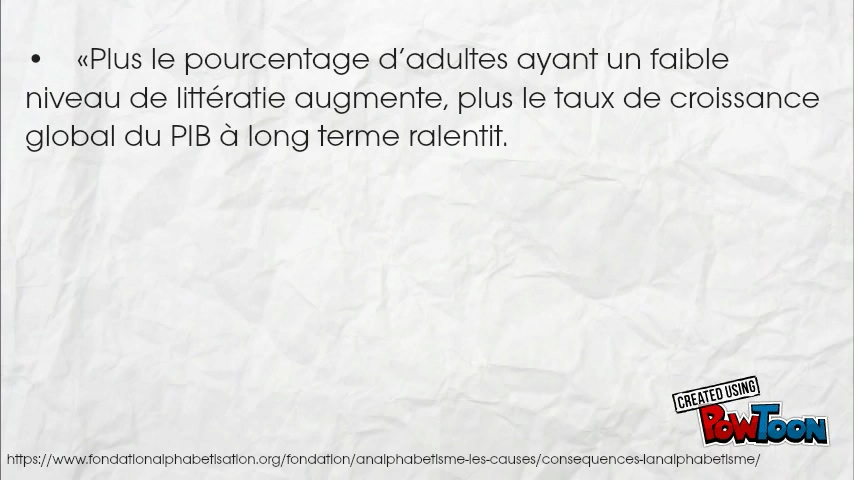 • «Plus le pourcentage d’adultes ayant un faible
niveau de littératie augmente, plus le taux de croissance
global du PIB à long terme ralentit.
CREATED USING
POWTOON
https://www.fondationalphabetisation.org/fondation/analphabetisme-les-causes/consequences-lanalphabetisme/